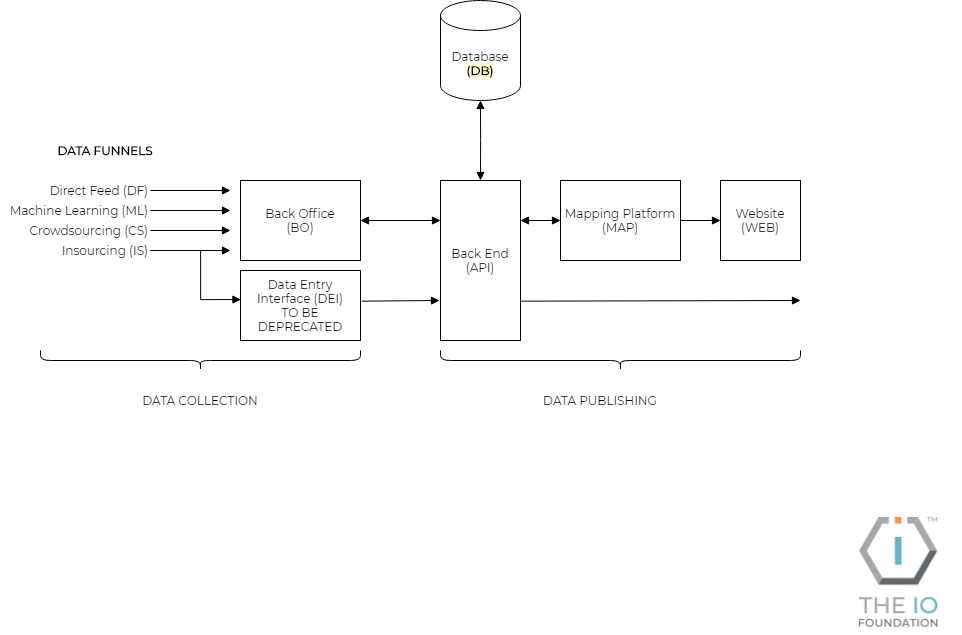 Database
(DB)
DATA FUNNELS
Direct Feed (DF)
Machine Learning (ML)
Crowdsourcing (CS)
Insourcing (IS)
Back Office
(BO)
Data Entry
Interface (DEI)
TO BE
DEPRECATED
Back End
(API)
Mapping Platform
(MAP)
Website
(WEB)
DATA COLLECTION
DATA PUBLISHING
i
™
THE IO
FOUNDATION